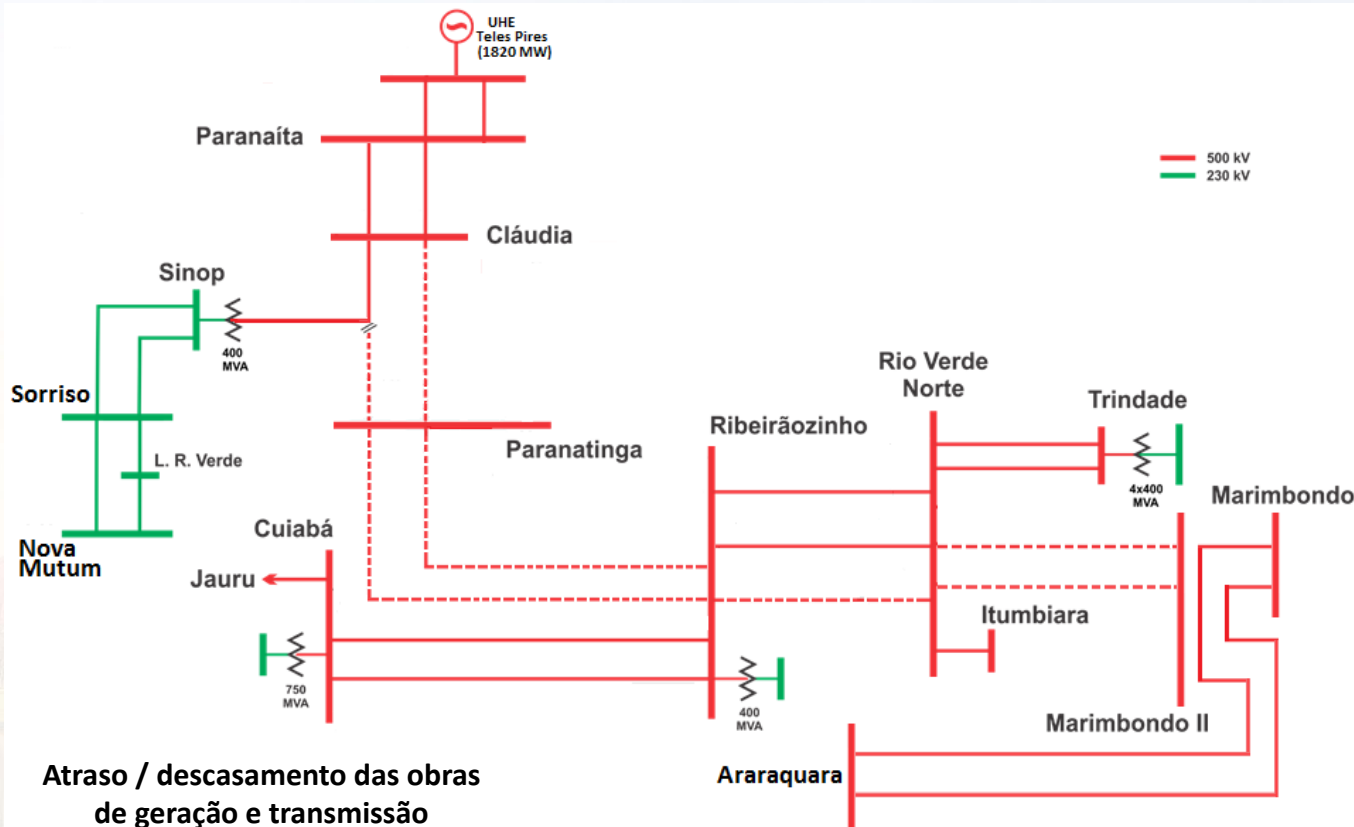 UHE
Teles Pires
(1820 MW)
Paranaíta
500 kV
230 kV
Cláudia
Sinop
400
MVA
Sorriso
L. R. Verde
Nova
Mutum
Paranatinga
Ribeirãozinho
Rio Verde
Norte
Trindade
4x400
MVA
Marimbondo
Cuiabá
Jauru
750
MVA
400
MVA
Itumbiara
Marimbondo II
Araraquara
Atraso / descasamento das obras
de geração e transmissão